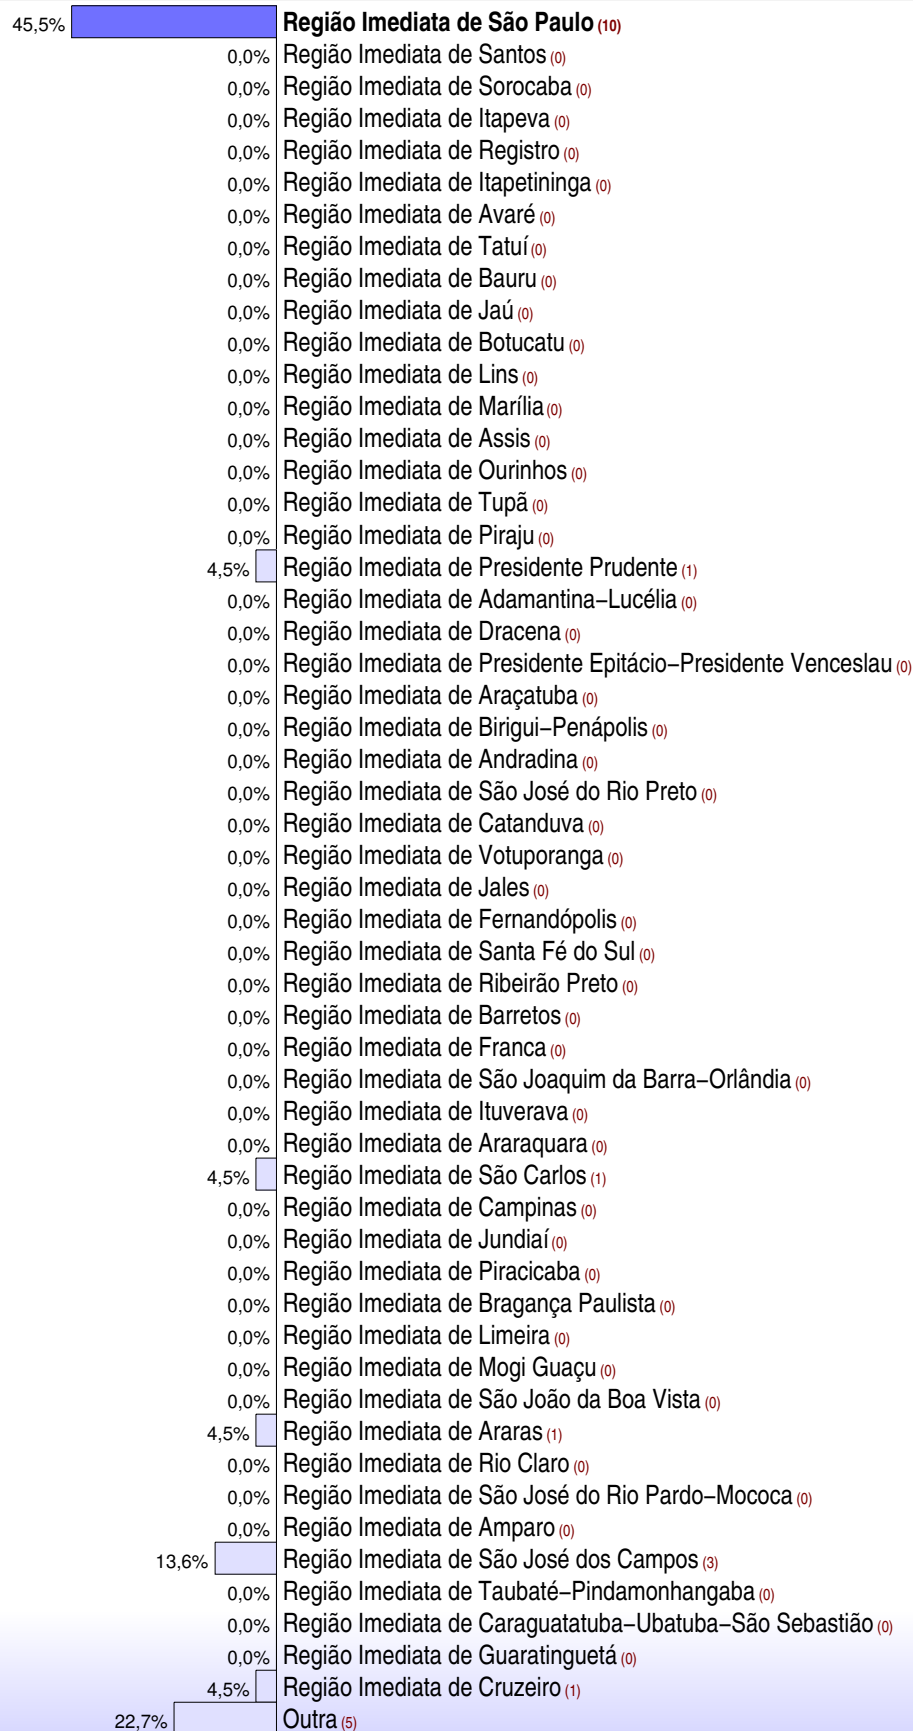 45,5% Região Imediata de São Paulo (10)
0,0% Região Imediata de Santos (0)
0,0% Região Imediata de Sorocaba (0)
0,0% Região Imediata de Itapeva (0)
0,0% Região Imediata de Registro (0)
0,0% Região Imediata de Itapetininga (0)
0,0% Região Imediata de Avaré (0)
0,0% Região Imediata de Tatuí (0)
0,0% Região Imediata de Bauru (0)
0,0% Região Imediata de Jaú (0)
0,0% Região Imediata de Botucatu (0)
0,0% Região Imediata de Lins (0)
0,0% Região Imediata de Marília (0)
0,0% Região Imediata de Assis (0)
0,0% Região Imediata de Ourinhos (0)
0,0% Região Imediata de Tupã (0)
0,0% Região Imediata de Piraju (0)
4,5% Região Imediata de Presidente Prudente (1)
0,0% Região Imediata de Adamantina–Lucélia (0)
0,0% Região Imediata de Dracena (0)
0,0% Região Imediata de Presidente Epitácio–Presidente Venceslau (0)
0,0% Região Imediata de Araçatuba (0)
0,0% Região Imediata de Birigui–Penápolis (0)
0,0% Região Imediata de Andradina (0)
0,0% Região Imediata de São José do Rio Preto (0)
0,0% Região Imediata de Catanduva (0)
0,0% Região Imediata de Votuporanga (0)
0,0% Região Imediata de Jales (0)
0,0% Região Imediata de Fernandópolis (0)
0,0% Região Imediata de Santa Fé do Sul (0)
0,0% Região Imediata de Ribeirão Preto (0)
0,0% Região Imediata de Barretos (0)
0,0% Região Imediata de Franca (0)
0,0% Região Imediata de São Joaquim da Barra–Orlândia (0)
0,0% Região Imediata de Ituverava (0)
0,0% Região Imediata de Araraquara (0)
4,5% Região Imediata de São Carlos (1)
0,0% Região Imediata de Campinas (0)
0,0% Região Imediata de Jundiaí (0)
0,0% Região Imediata de Piracicaba (0)
0,0% Região Imediata de Bragança Paulista (0)
0,0% Região Imediata de Limeira (0)
0,0% Região Imediata de Mogi Guaçu (0)
0,0% Região Imediata de São João da Boa Vista (0)
4,5% Região Imediata de Araras (1)
0,0% Região Imediata de Rio Claro (0)
0,0% Região Imediata de São José do Rio Pardo–Mococa (0)
0,0% Região Imediata de Amparo (0)
13,6% Região Imediata de São José dos Campos (3)
0,0% Região Imediata de Taubaté–Pindamonhangaba (0)
0,0% Região Imediata de Caraguatatuba–Ubatuba–São Sebastião (0)
0,0% Região Imediata de Guaratinguetá (0)
4,5% Região Imediata de Cruzeiro (1)
22,7% Outra (5)